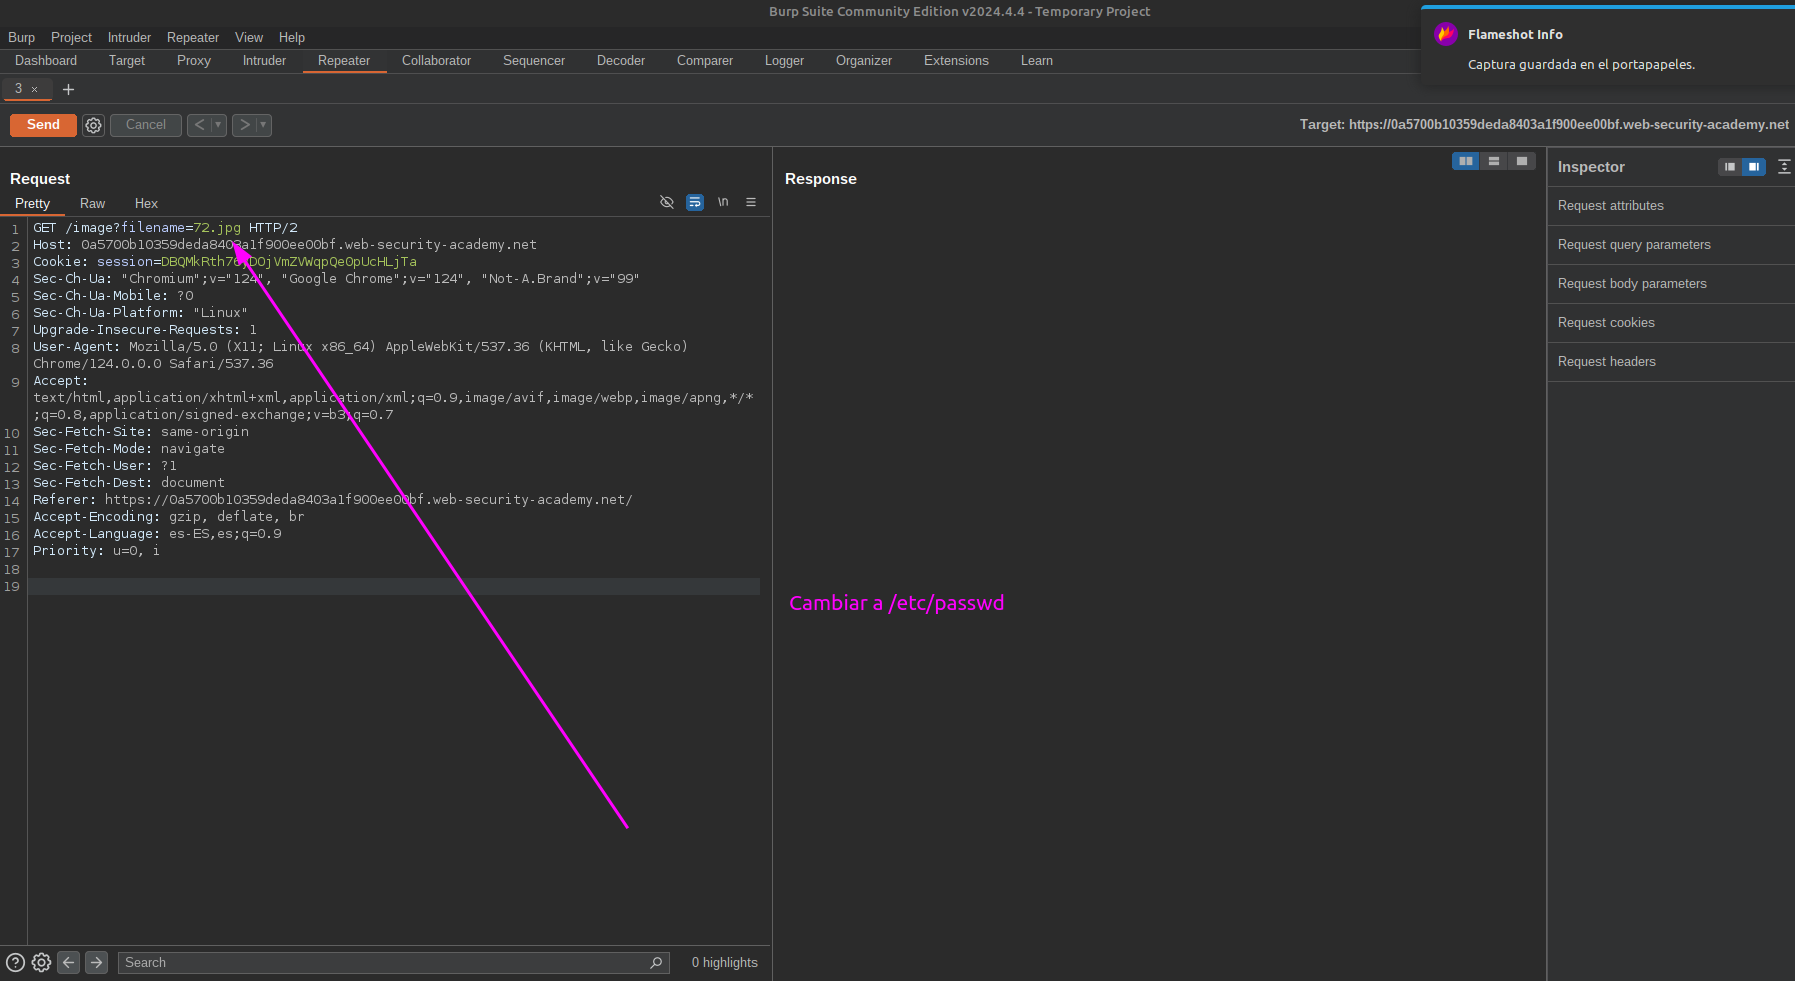 Burp Suite Community Edition v2024.4.4 - Temporary Project
Flameshot Info
Captura guardada en el portapapeles.
Burp Project Intruder Repeater View Help
Dashboard Target Proxy Intruder Repeater Collaborator Sequencer Decoder Comparer Logger Organizer Extensions Learn
3 × +
Send Cancel < >
Target: https://0a5700b10359deda8403a1f900ee00bf.web-security-academy.net
Request
Response
Inspector
Pretty Raw Hex
\n
1 GET /image?filename=72.jpg HTTP/2
2 Host: 0a5700b10359deda8403a1f900ee00bf.web-security-academy.net
3 Cookie: session=
4 Sec-Ch-Ua: "Chromium";v="124", "Google Chrome";v="124", "Not-A.Brand";v="99"
5 Sec-Ch-Ua-Mobile: ?0
6 Sec-Ch-Ua-Platform: "Linux"
7 Upgrade-Insecure-Requests: 1
8 User-Agent: Mozilla/5.0 (X11; Linux x86_64) AppleWebKit/537.36 (KHTML, like Gecko)
Chrome/124.0.0.0 Safari/537.36
9 Accept:
text/html,application/xhtml+xml,application/xml;q=0.9,image/avif,image/webp,image/apng,*/*
;q=0.8,application/signed-exchange;v=b3;q=0.7
10 Sec-Fetch-Site: same-origin
11 Sec-Fetch-Mode: navigate
12 Sec-Fetch-User: ?1
13 Sec-Fetch-Dest: document
14 Referer: https://0a5700b10359deda8403a1f900ee00bf.web-security-academy.net/
15 Accept-Encoding: gzip, deflate, br
16 Accept-Language: es-ES,es;q=0.9
17 Priority: u=0, i
18
19
Cambiar a /etc/passwd
Request attributes
Request query parameters
Request body parameters
Request cookies
Request headers
Search
0 highlights